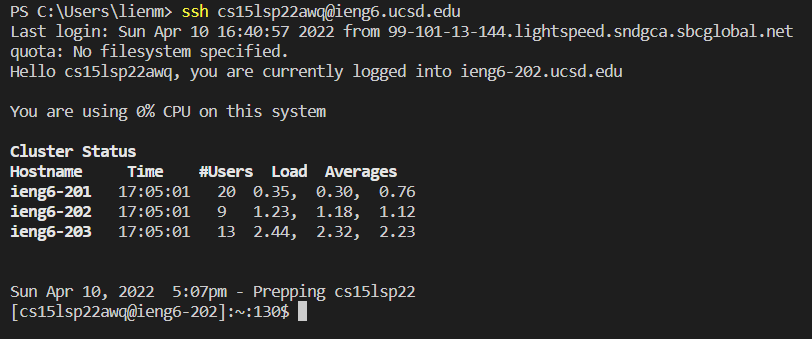 PS C:\Users\lienm> ssh cs15lsp22awq@ieng6.ucsd.edu
Last login: Sun Apr 10 16:40:57 2022 from 99-101-13-144.lightspeed.sndgca.sbcglobal.net
quota: No filesystem specified.
Hello cs15lsp22awq, you are currently logged into ieng6-202.ucsd.edu
You are using 0% CPU on this system
Cluster Status
Hostname Time #Users Load Averages
ieng6-201 17:05:01 20 0.35, 0.30, 0.76
ieng6-202 17:05:01 9 1.23, 1.18, 1.12
ieng6-203 17:05:01 13 2.44, 2.32, 2.23
Sun Apr 10, 2022 5:07pm - Prepping cs15lsp22
[cs15lsp22awq@ieng6-202]:~:130$